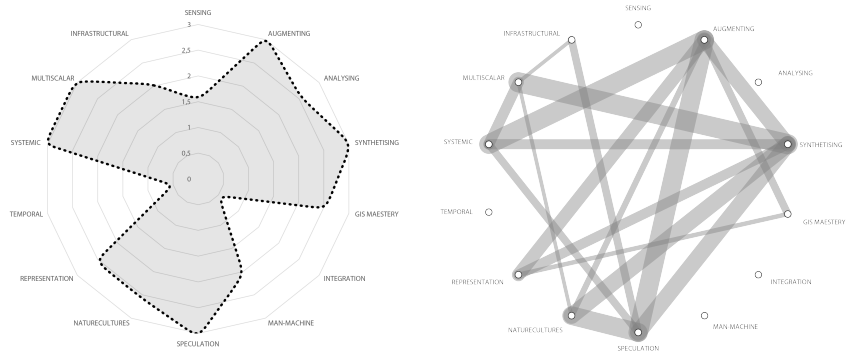 SENSING
3
INFRASTRUCTURAL
AUGMENTING
2,5
MULTISCALAR
2
ANALYSING
1,5
SYSTEMIC
1
SYNTHETISING
0,5
0
TEMPORAL
GIS MAESTERY
REPRESENTATION
INTEGRATION
NATURECULTURES
MAN-MACHINE
SPECULATION
SENSING
INFRASTRUCTURAL
AUGMENTING
MULTISCALAR
ANALYSING
SYSTEMIC
SYNTHETISING
TEMPORAL
GIS MAESTERY
REPRESENTATION
INTEGRATION
NATURECULTURES
MAN-MACHINE
SPECULATION